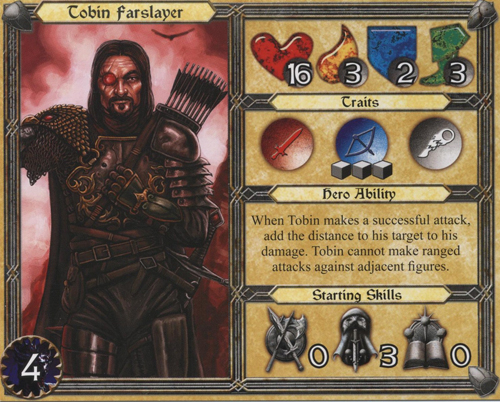 Tobin Farslayer
16 3 2 3
Traits
Hero Ability
When Tobin makes a successful attack,
add the distance to his target to his
damage. Tobin cannot make ranged
attacks against adjacent figures.
Starting Skills
0 3 0
4